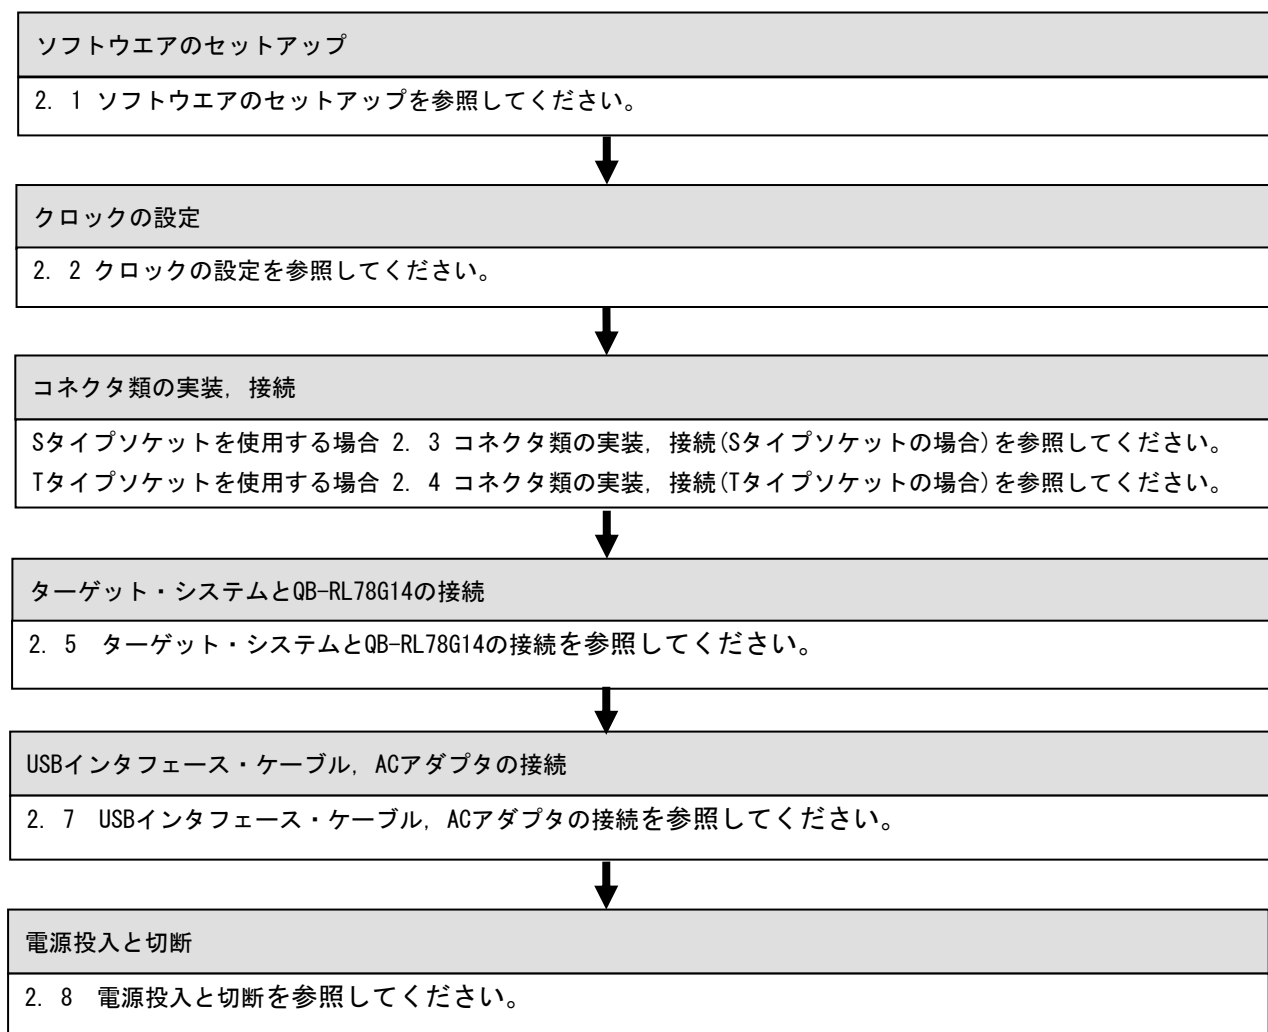 ソフトウエアのセットアップ
2. 1 ソフトウエアのセットアップを参照してください。
クロックの設定
2. 2 クロックの設定を参照してください。
コネクタ類の実装, 接続
Sタイプソケットを使用する場合 2. 3 コネクタ類の実装, 接続(Sタイプソケットの場合)を参照してください。
Tタイプソケットを使用する場合 2. 4 コネクタ類の実装, 接続(Tタイプソケットの場合)を参照してください。
ターゲット・システムとQB-RL78G14の接続
2. 5 ターゲット・システムとQB-RL78G14の接続を参照してください。
USBインタフェース・ケーブル, ACアダプタの接続
2. 7 USBインタフェース・ケーブル, ACアダプタの接続を参照してください。
電源投入と切断
2. 8 電源投入と切断を参照してください。